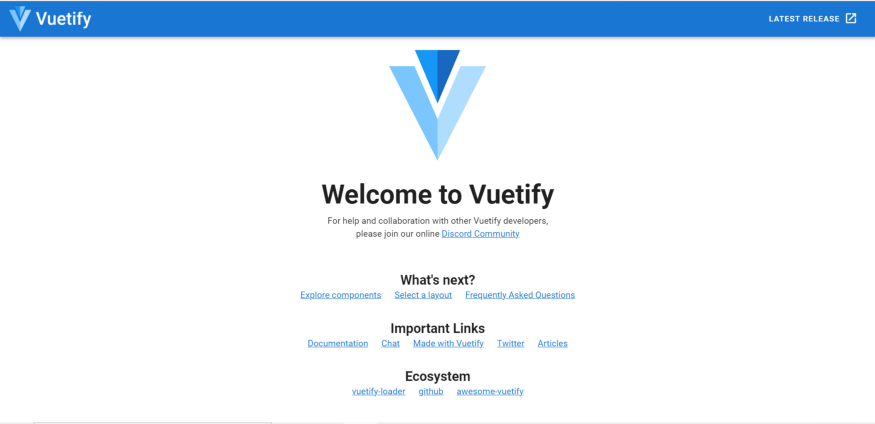 Vuetify
LATEST RELEASE
Welcome to Vuetify
For help and collaboration with other Vuetify developers,
please join our online Discord Community
What's next?
Explore components Select a layout Frequently Asked Questions
Important Links
Documentation Chat Made with Vuetify Twitter Articles
Ecosystem
vuetify-loader github awesome-vuetify